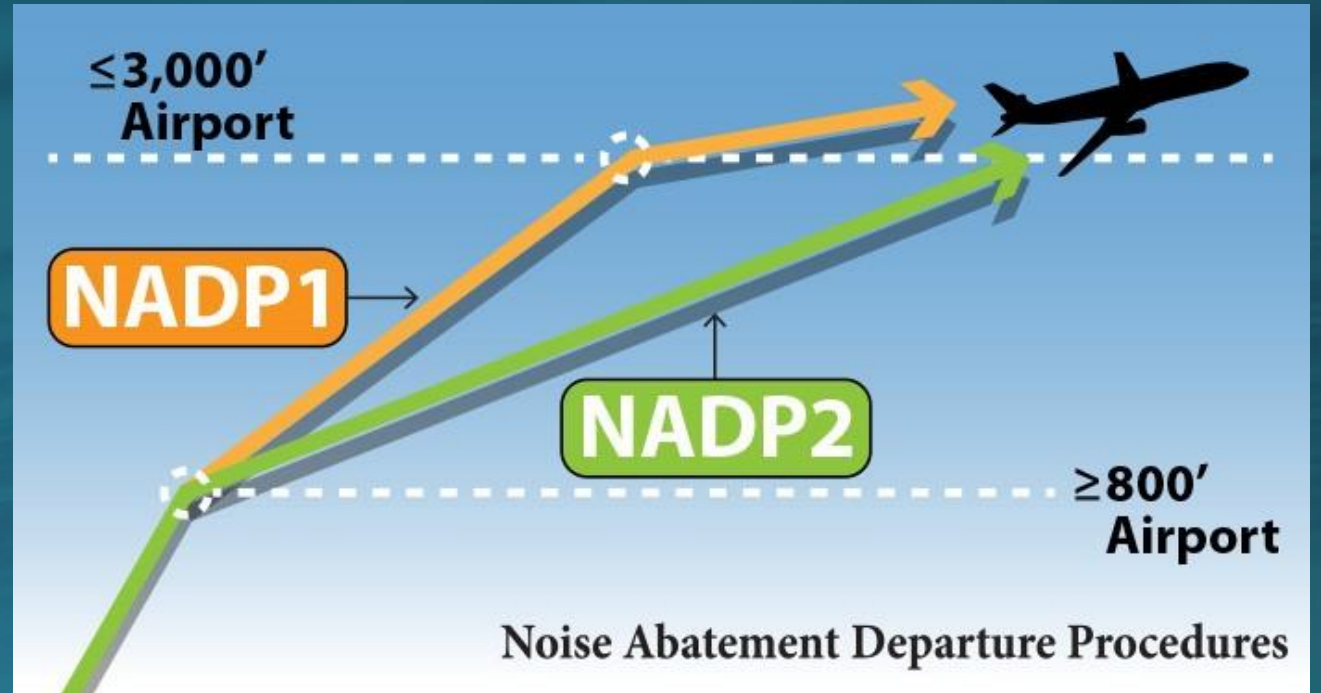 ≤3,000′
Airport
NADP1
NADP2
≥800′
Airport
Noise Abatement Departure Procedures